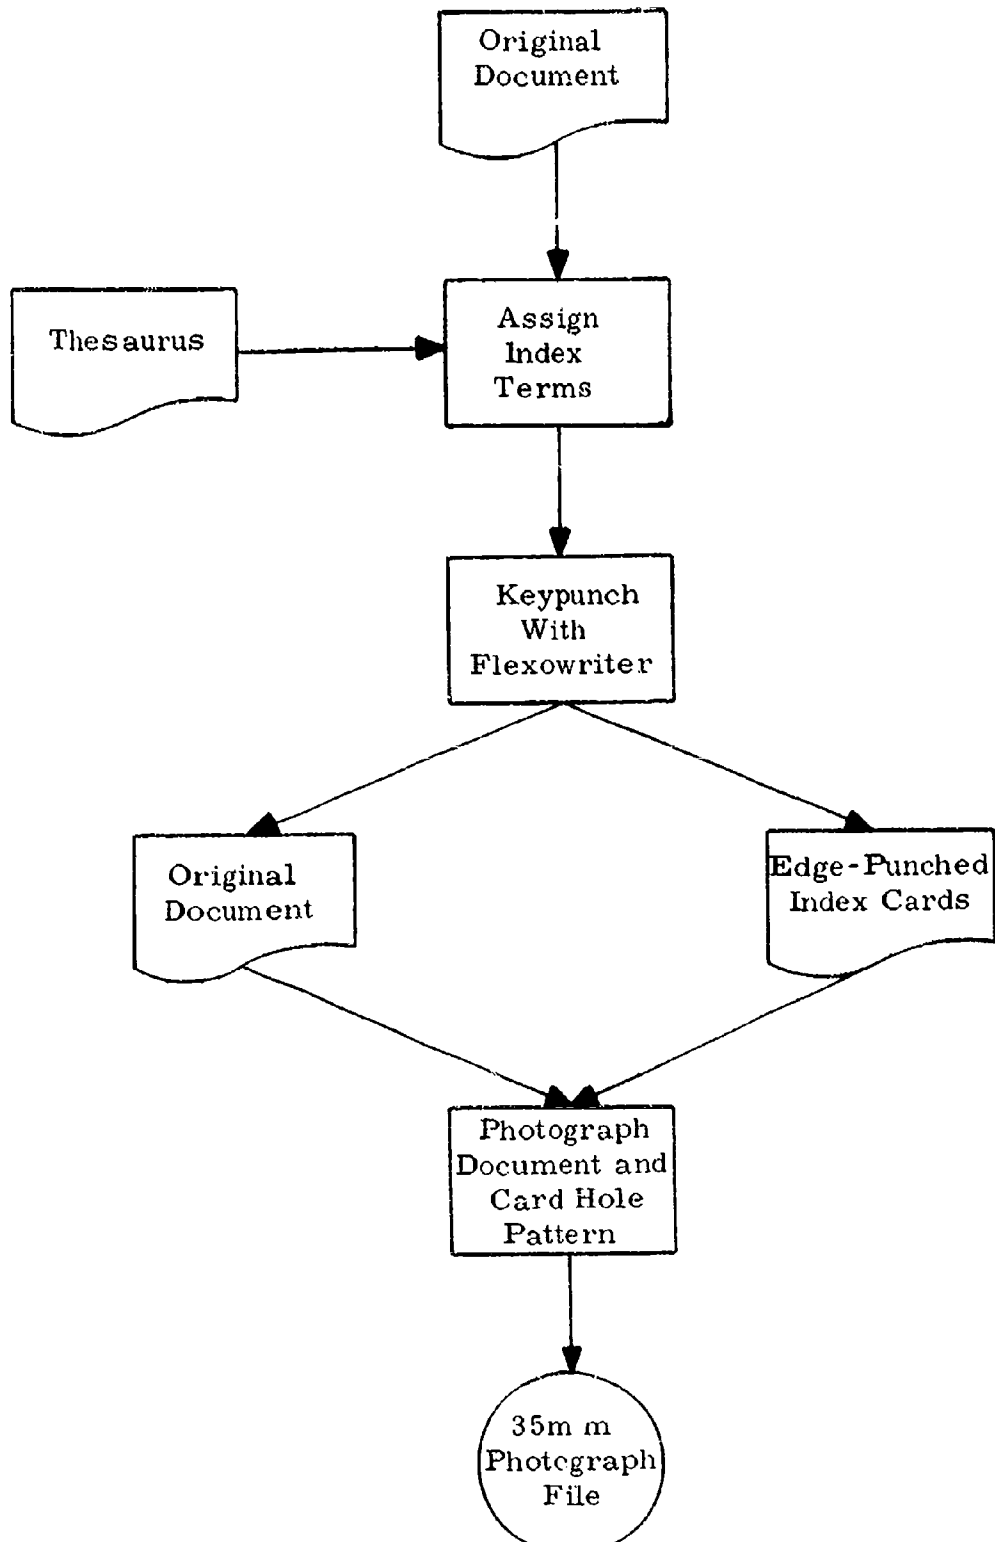 Original
Document
Thesaurus
Assign
Index
Terms
Keypunch
With
Flexowriter
Original
Document
Edge-Punched
Index Cards
Photograph
Document and
Card Hole
Pattern
35m m
Photograph
File